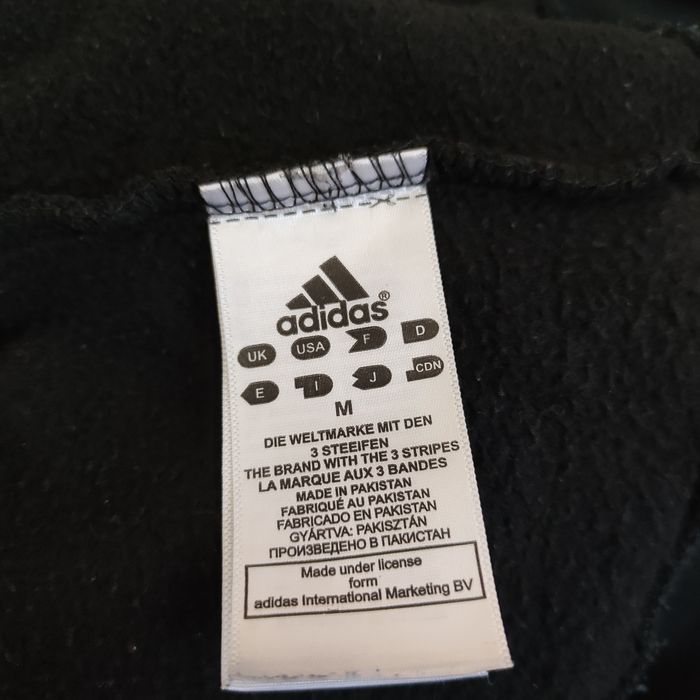 adidas®
UK USA F D
E I J CDN
M
DIE WELTMARKE MIT DEN
3 STEEIFEN
THE BRAND WITH THE 3 STRIPES
LA MARQUE AUX 3 BANDES
MADE IN PAKISTAN
FABRIQUÉ AU PAKISTAN
FABRICADO EN PAKISTAN
GYÁRTVA: PAKISZTÁN
ПРОИЗВЕДЕНО В ПАКИСТАН
Made under license
form
adidas International Marketing BV